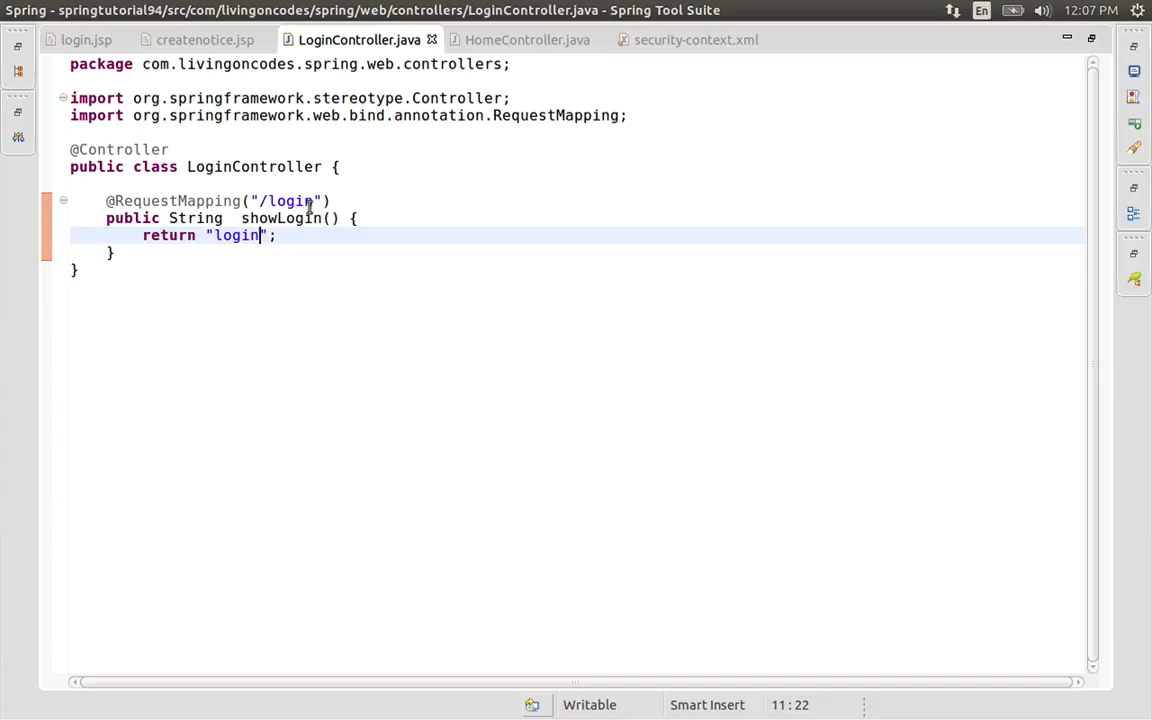 Spring - springtutorial94/src/com/livingoncodes/spring/web/controllers/LoginController.java - Spring Tool Suite
En
12:07 PM
login.jsp
createnotice.jsp
LoginController.java
HomeController.java
security-context.xml
package com.livingoncodes.spring.web.controllers;
import org.springframework.stereotype.Controller;
import org.springframework.web.bind.annotation.RequestMapping;
@Controller
public class LoginController {
@RequestMapping("/login")
public String  showLogin() {
return "login";
}
}
Writable
Smart Insert
11 : 22